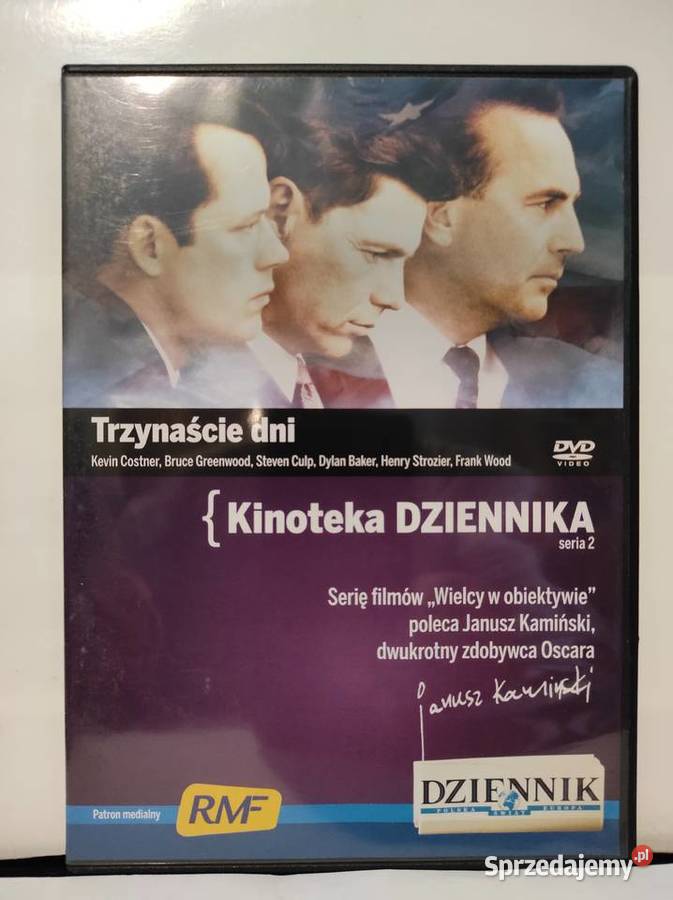 Trzynaście dni
Kevin Costner, Bruce Greenwood, Steven Culp, Dylan Baker, Henry Strozier, Frank Wood
DVD
VIDEO
{ Kinoteka DZIENNIKA
seria 2
Serię filmów „Wielcy w obiektywie”
poleca Janusz Kamiński,
dwukrotny zdobywca Oscara
Janusz Kamiński
Patron medialny
RMF
DZIENNIK
POLSKA ŚWIAT EUROPA
Sprzedajemy.pl